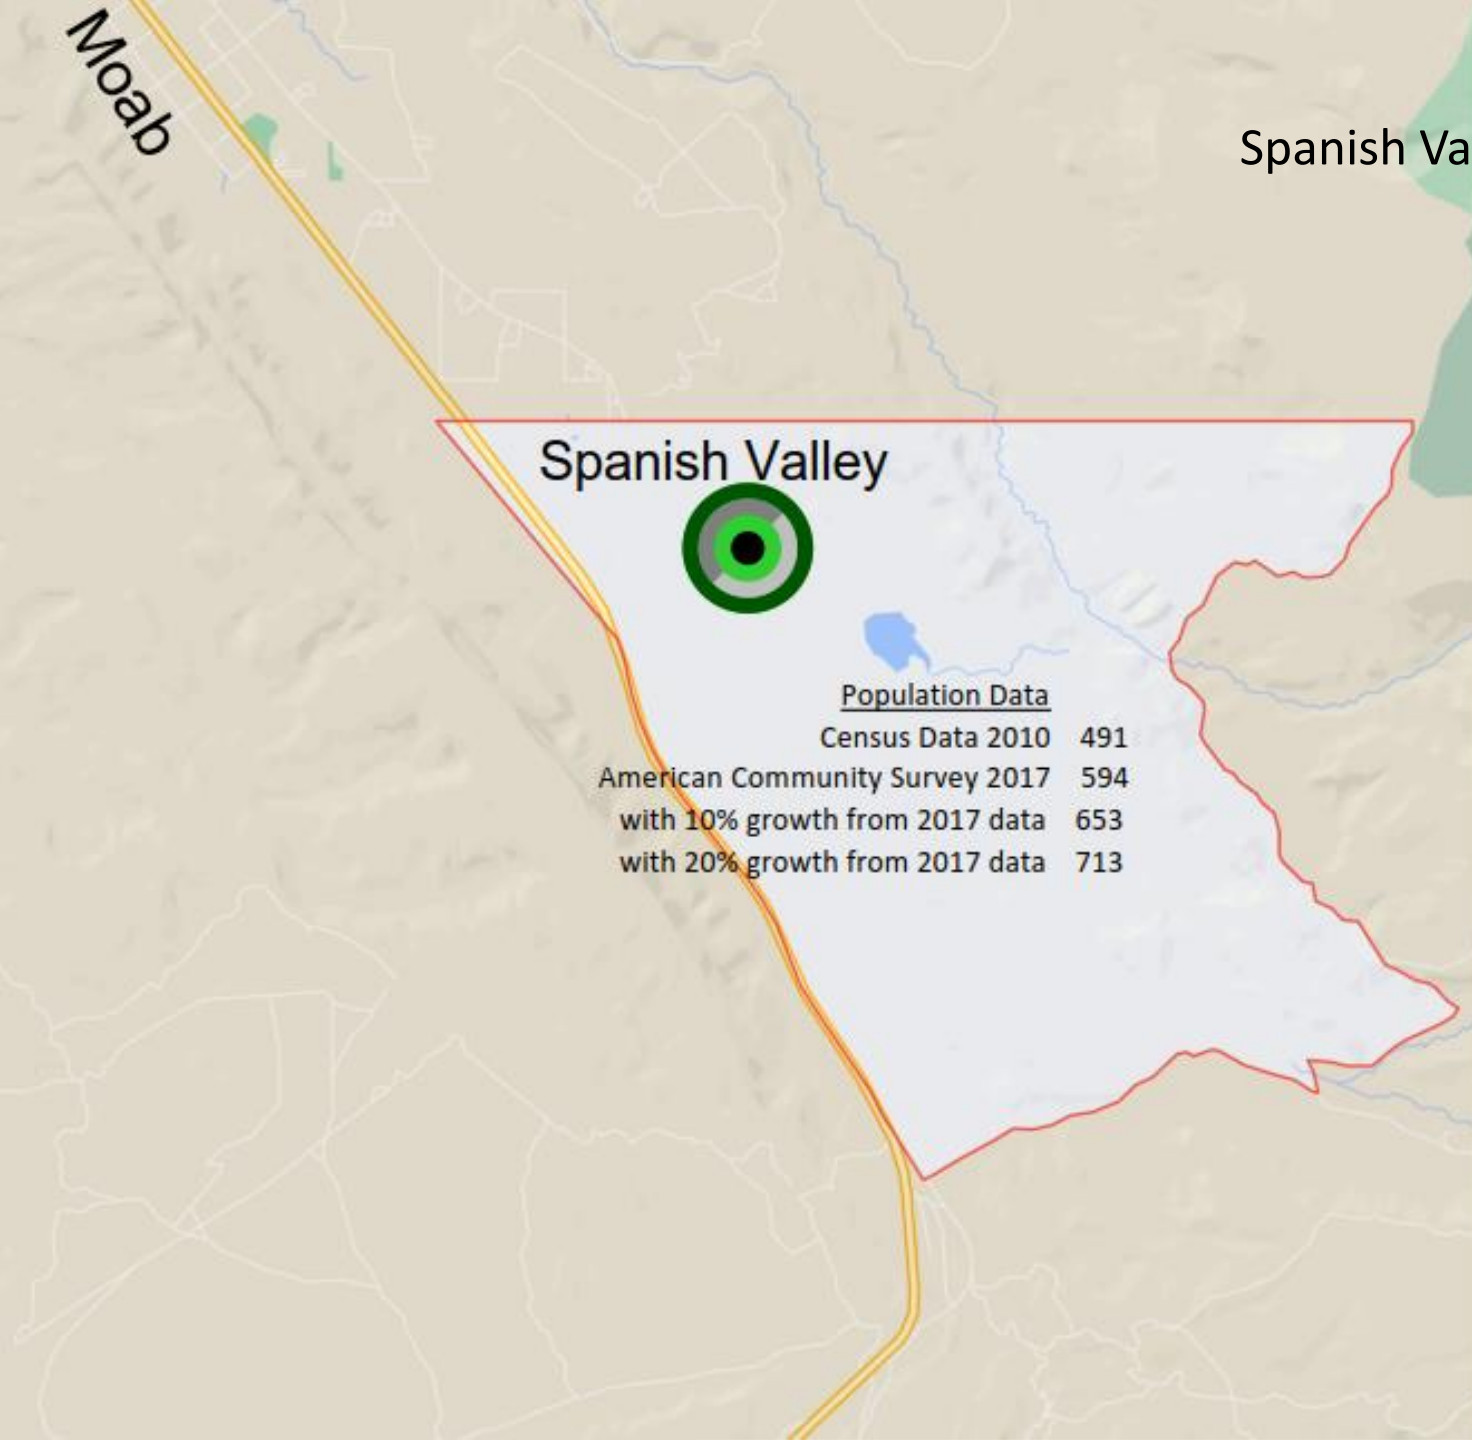 Moab
Spanish Va
Spanish Valley
Population Data
Census Data 2010 491
American Community Survey 2017 594
with 10% growth from 2017 data 653
with 20% growth from 2017 data 713